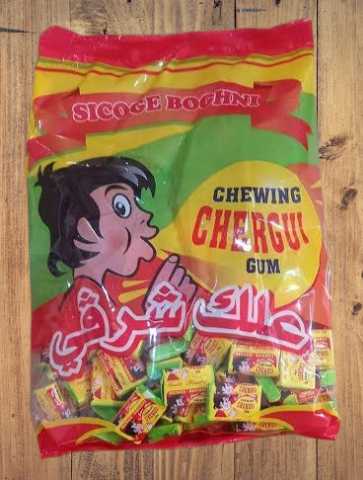 SICOGE BOGHNI
CHEWING
CHERGUI
GUM
علك شرقي